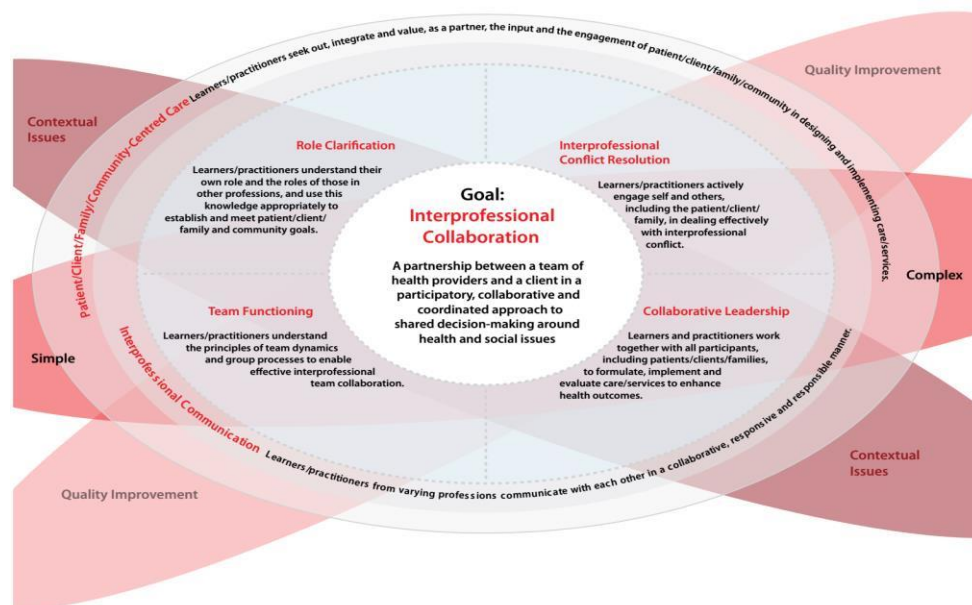 Patient/Client/Family/Community-Centred Care Learners/practitioners seek out, integrate and value, as a partner, the input and the engagement of patient/client/family/community in designing and implementing care/services.
Quality Improvement
Contextual
Issues
Role Clarification
Learners/practitioners understand their
own role and the roles of those in
other professions, and use this
knowledge appropriately to
establish and meet patient/client/
family and community goals.
Interprofessional
Conflict Resolution
Learners/practitioners actively
engage self and others,
including the patient/client/
family, in dealing effectively
with interprofessional
conflict.
Goal:
Interprofessional
Collaboration
A partnership between a team of
health providers and a client in a
participatory, collaborative and
coordinated approach to
shared decision-making around
health and social issues
Complex
Simple
Team Functioning
Learners/practitioners understand
the principles of team dynamics
and group processes to enable
effective interprofessional
team collaboration.
Collaborative Leadership
Learners and practitioners work
together with all participants,
including patients/clients/families,
to formulate, implement and
evaluate care/services to enhance
health outcomes.
Interprofessional Communication Learners/practitioners from varying professions communicate with each other in a collaborative, responsive and responsible manner.
Contextual
Issues
Quality Improvement